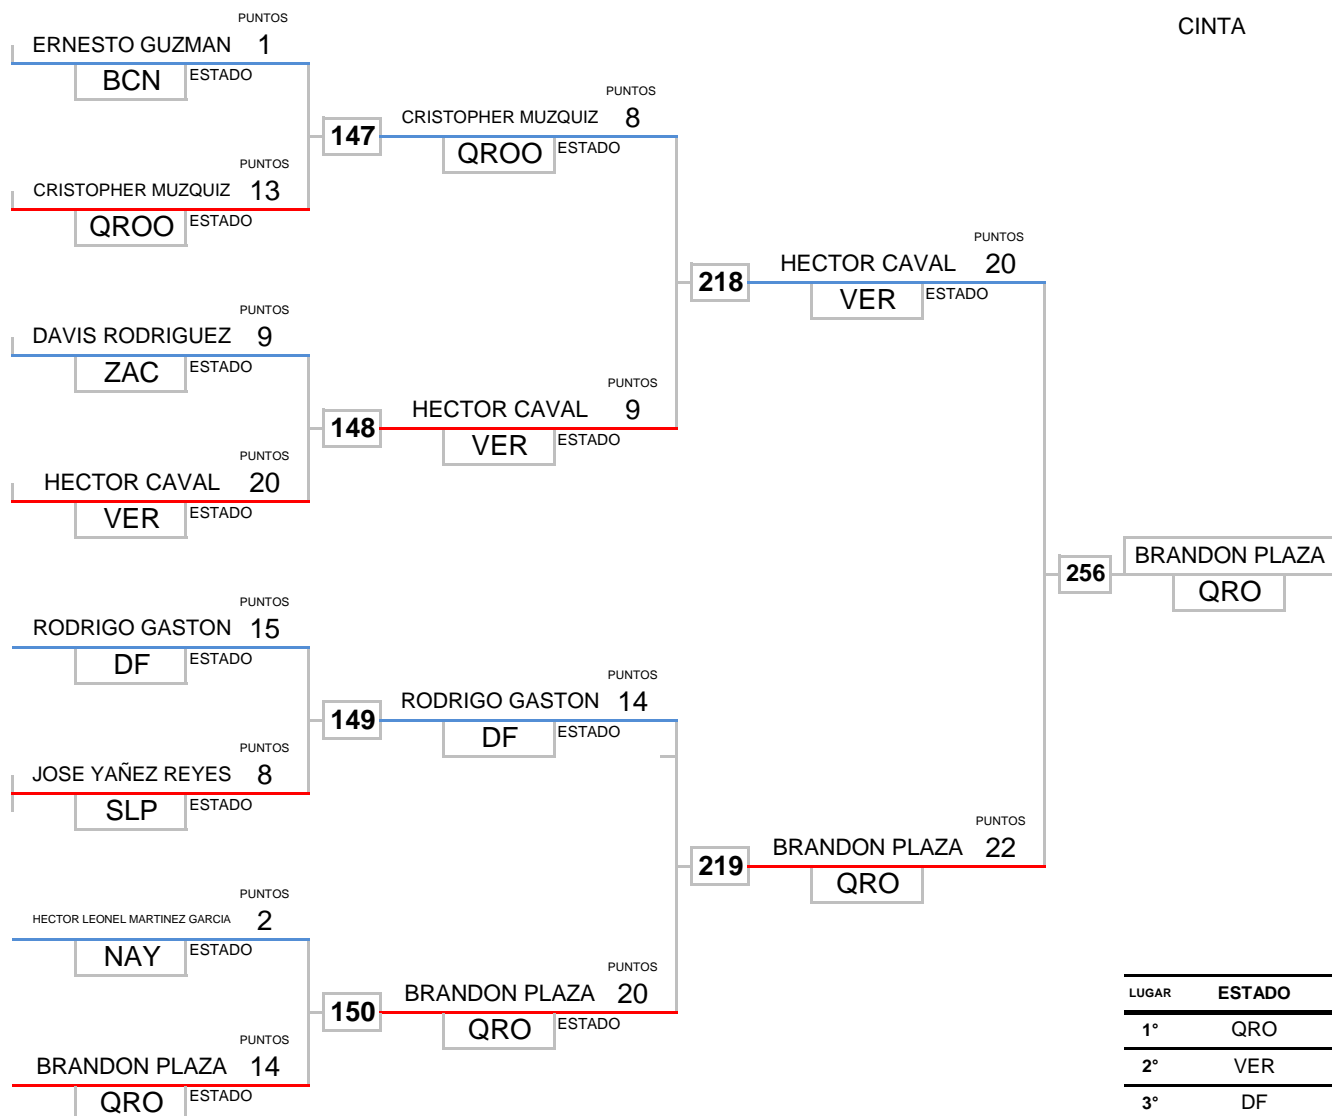 PUNTOS
CINTA
ERNESTO GUZMAN 1
BCN ESTADO
PUNTOS
147 CRISTOPHER MUZQUIZ 8
QROO ESTADO
PUNTOS
CRISTOPHER MUZQUIZ 13
QROO ESTADO
PUNTOS
218 HECTOR CAVAL 20
VER ESTADO
PUNTOS
DAVIS RODRIGUEZ 9
ZAC ESTADO
PUNTOS
148 HECTOR CAVAL 9
VER ESTADO
PUNTOS
HECTOR CAVAL 20
VER ESTADO
256 BRANDON PLAZA
QRO
PUNTOS
RODRIGO GASTON 15
DF ESTADO
PUNTOS
149 RODRIGO GASTON 14
DF ESTADO
PUNTOS
JOSE YAÑEZ REYES 8
SLP ESTADO
PUNTOS
219 BRANDON PLAZA 22
QRO
PUNTOS
HECTOR LEONEL MARTINEZ GARCIA 2
NAY ESTADO
PUNTOS
150 BRANDON PLAZA 20
QRO ESTADO
PUNTOS
BRANDON PLAZA 14
QRO ESTADO
LUGAR ESTADO
1° QRO
2° VER
3° DF